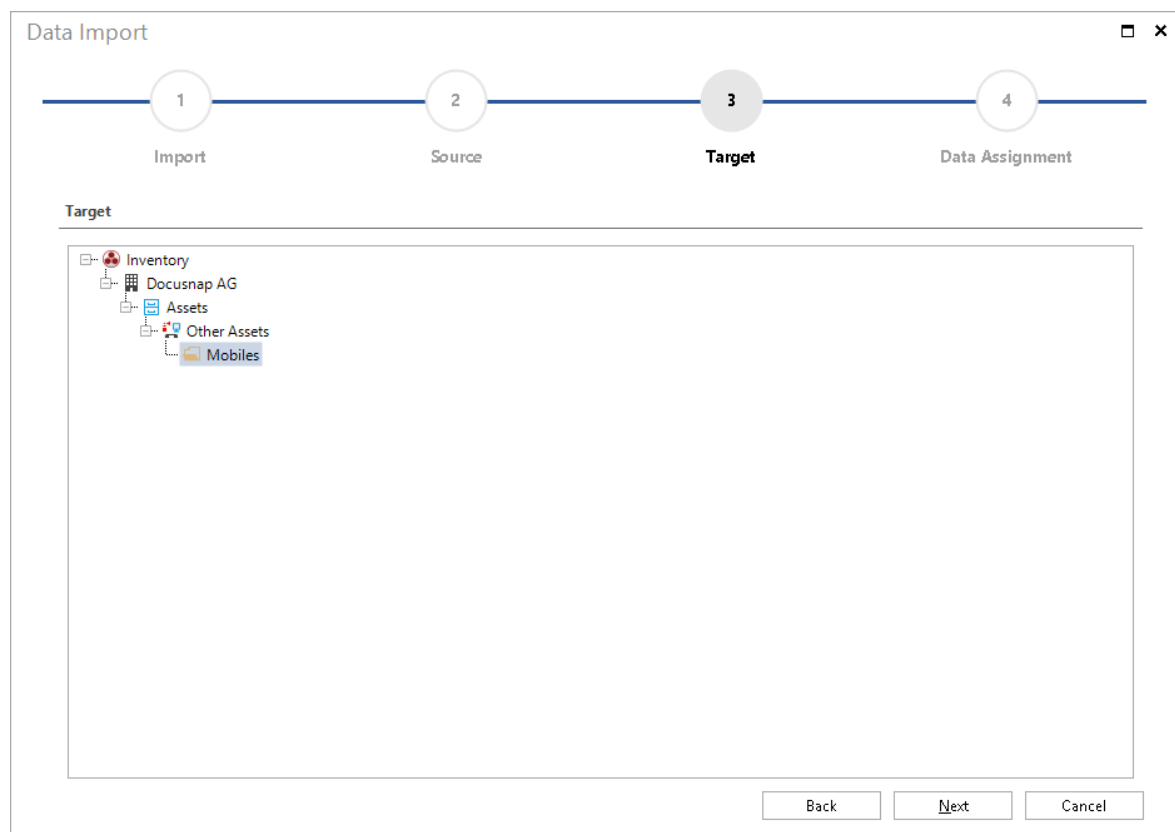 Data Import
1 2 3 4
Import Source Target Data Assignment
Target
Inventory
Docusnap AG
Assets
Other Assets
Mobiles
Back Next Cancel